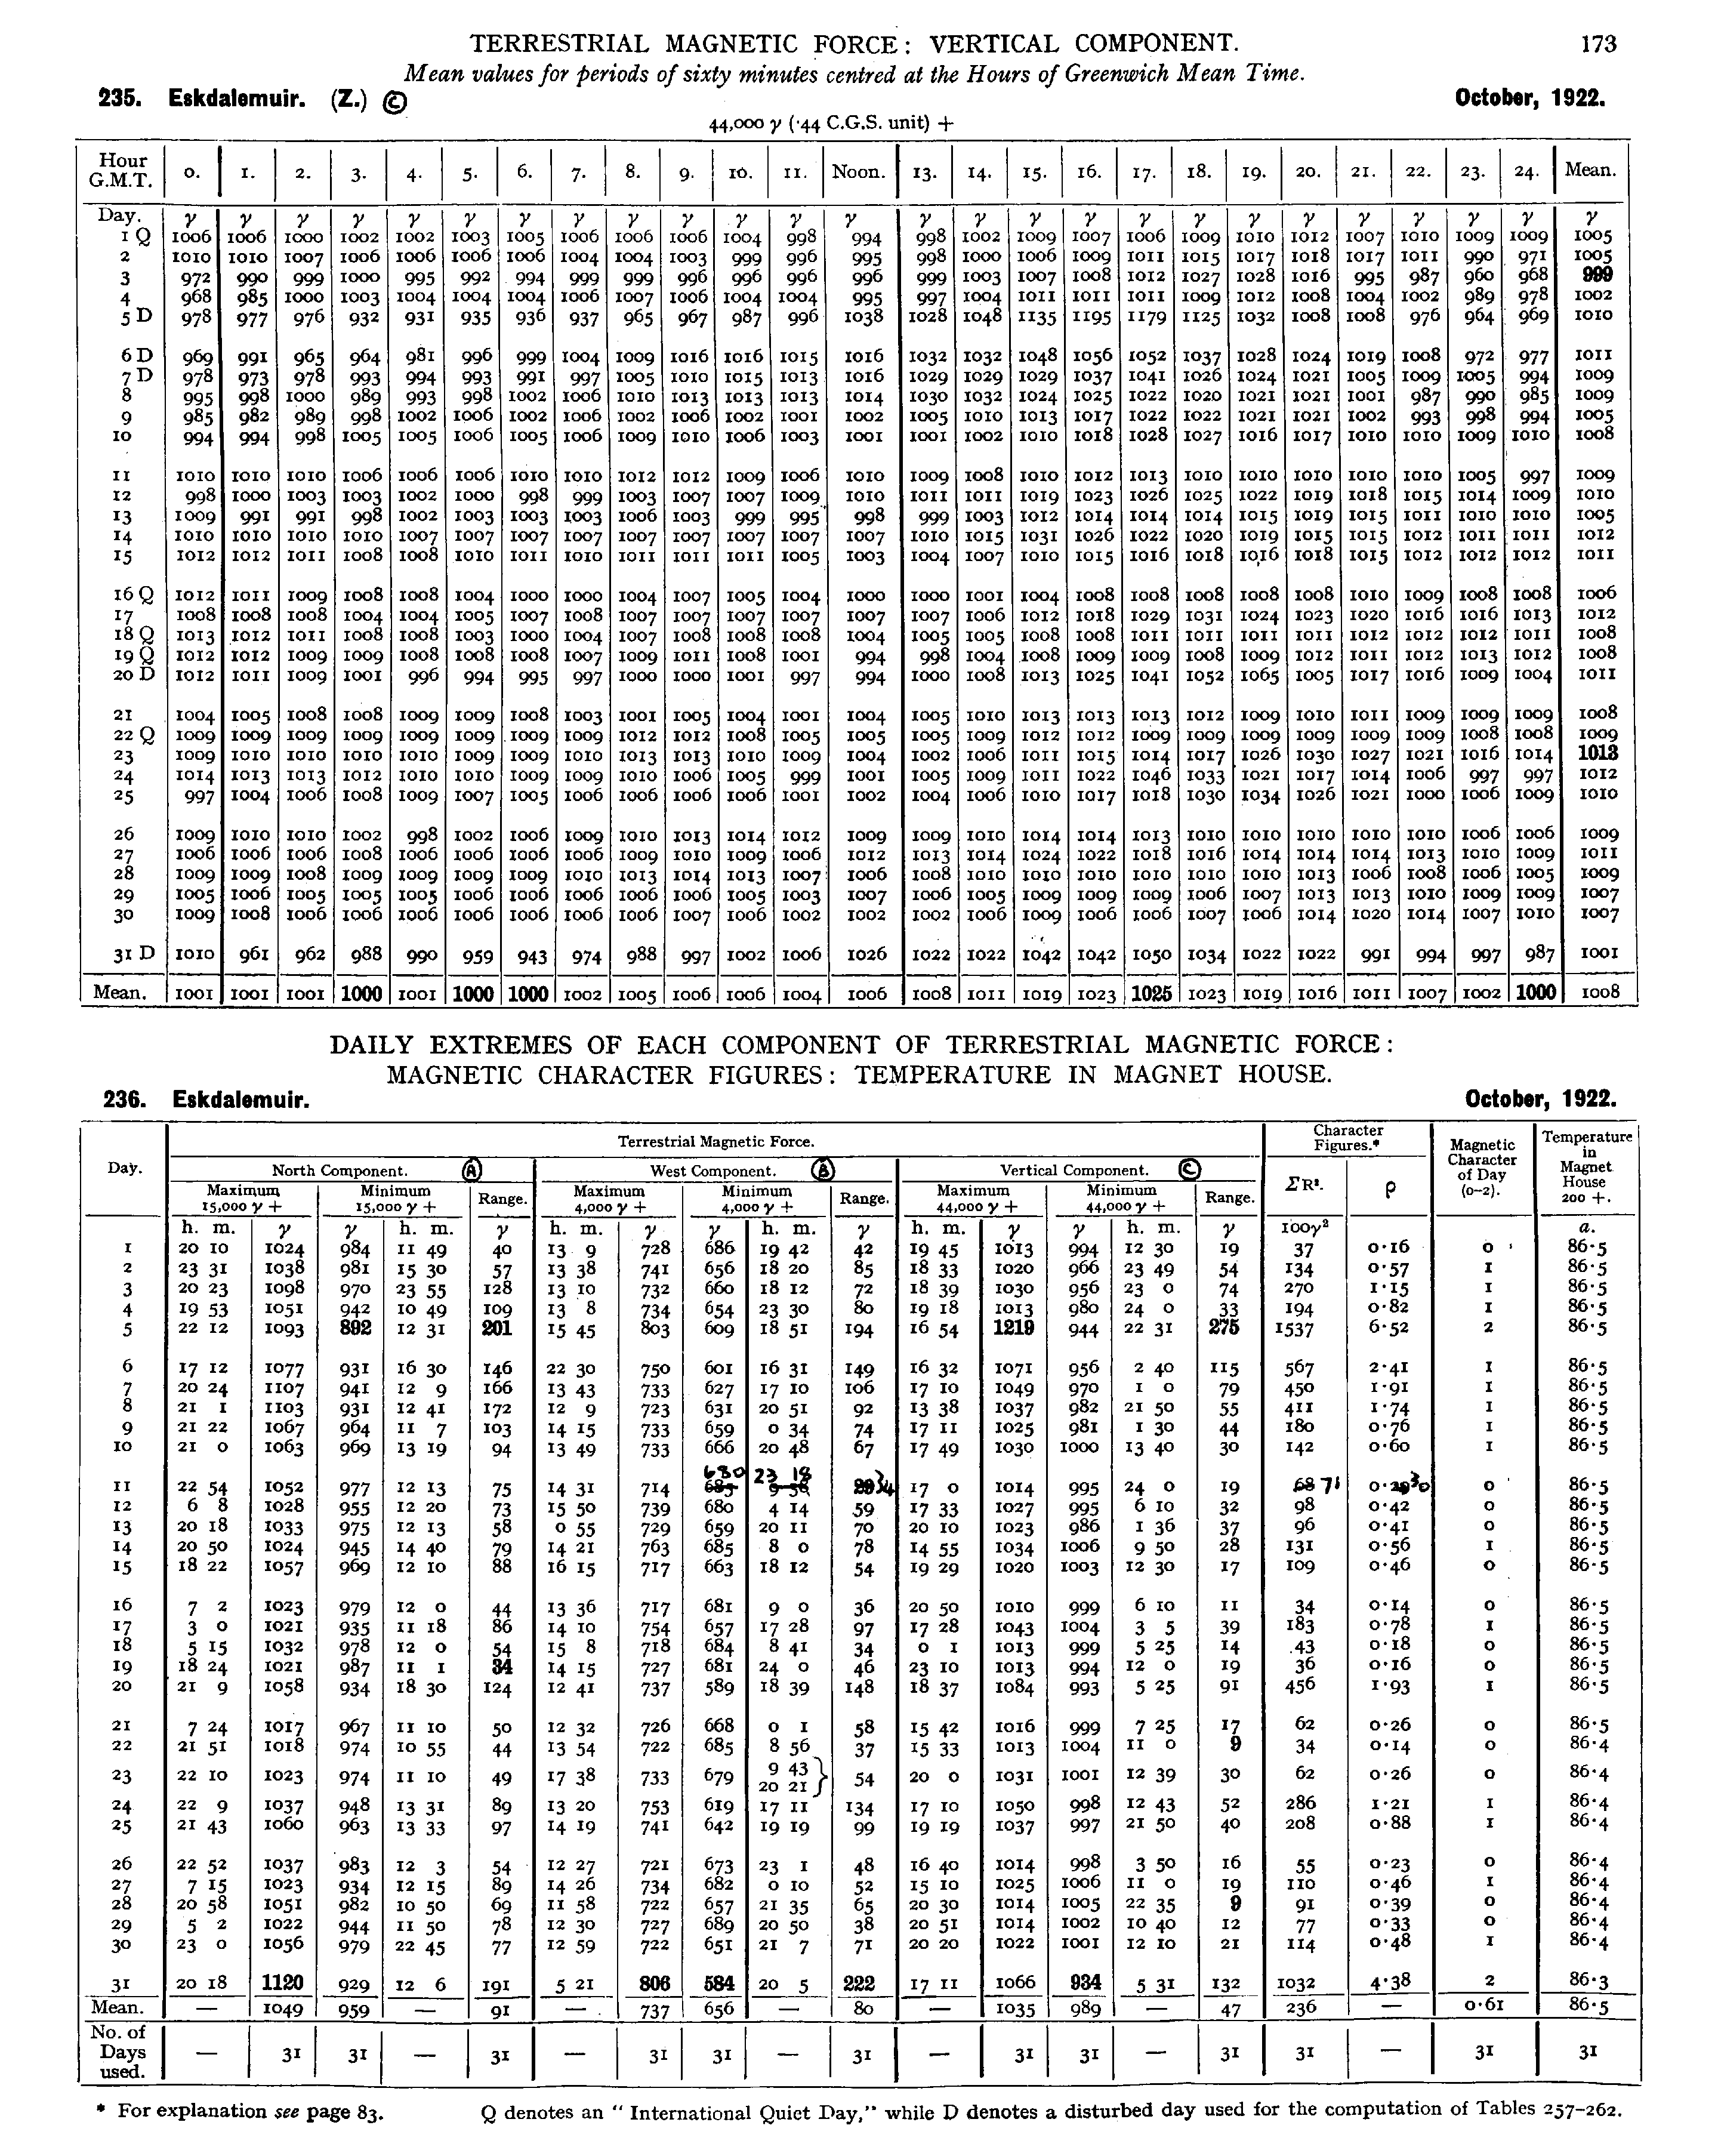 TERRESTRIAL MAGNETIC FORCE: VERTICAL COMPONENT. 173
Mean values for periods of sixty minutes centred at the Hours of Greenwich Mean Time.
235. Eskdalemuir. (Z.) Ⓒ October, 1922.
44,000 γ (·44 C.G.S. unit) +
Hour G.M.T. 0. 1. 2. 3. 4. 5. 6. 7. 8. 9. 10. 11. Noon. 13. 14. 15. 16. 17. 18. 19. 20. 21. 22. 23. 24. Mean.
Day. γ γ γ γ γ γ γ γ γ γ γ γ γ γ γ γ γ γ γ γ γ γ γ γ γ γ
1 Q 1006 1006 1000 1002 1002 1003 1005 1006 1006 1006 1004 998 994 998 1002 1009 1007 1006 1009 1010 1012 1007 1010 1009 1009 1005
2 1010 1010 1007 1006 1006 1006 1006 1004 1004 1003 999 996 995 998 1000 1006 1009 1011 1015 1017 1018 1017 1011 990 971 1005
3 972 990 999 1000 995 992 994 999 999 996 996 996 996 999 1003 1007 1008 1012 1027 1028 1016 995 987 960 968 999
4 968 985 1000 1003 1004 1004 1004 1006 1007 1006 1004 1004 995 997 1004 1011 1011 1011 1009 1012 1008 1004 1002 989 978 1002
5 D 978 977 976 932 931 935 936 937 965 967 987 996 1038 1028 1048 1135 1195 1179 1125 1032 1008 1008 976 964 969 1010
6 D 969 991 965 964 981 996 999 1004 1009 1016 1016 1015 1016 1032 1032 1048 1056 1052 1037 1028 1024 1019 1008 972 977 1011
7 D 978 973 978 993 994 993 991 997 1005 1010 1015 1013 1016 1029 1029 1029 1037 1041 1026 1024 1021 1005 1009 1005 994 1009
8 995 998 1000 989 993 998 1002 1006 1010 1013 1013 1013 1014 1030 1032 1024 1025 1022 1020 1021 1021 1001 987 990 985 1009
9 985 982 989 998 1002 1006 1002 1006 1002 1006 1002 1001 1002 1005 1010 1013 1017 1022 1022 1021 1021 1002 993 998 994 1005
10 994 994 998 1005 1005 1006 1005 1006 1009 1010 1006 1003 1001 1001 1002 1010 1018 1028 1027 1016 1017 1010 1010 1009 1010 1008
11 1010 1010 1010 1006 1006 1006 1010 1010 1012 1012 1009 1006 1010 1009 1008 1010 1012 1013 1010 1010 1010 1010 1010 1005 997 1009
12 998 1000 1003 1003 1002 1000 998 999 1003 1007 1007 1009 1010 1011 1011 1019 1023 1026 1025 1022 1019 1018 1015 1014 1009 1010
13 1009 991 991 998 1002 1003 1003 1003 1006 1003 999 995 998 999 1003 1012 1014 1014 1014 1015 1019 1015 1011 1010 1010 1005
14 1010 1010 1010 1010 1007 1007 1007 1007 1007 1007 1007 1007 1007 1010 1015 1031 1026 1022 1020 1019 1015 1015 1012 1011 1011 1012
15 1012 1012 1011 1008 1008 1010 1011 1010 1011 1011 1011 1005 1003 1004 1007 1010 1015 1016 1018 1016 1018 1015 1012 1012 1012 1011
16 Q 1012 1011 1009 1008 1008 1004 1000 1000 1004 1007 1005 1004 1000 1000 1001 1004 1008 1008 1008 1008 1008 1010 1009 1008 1008 1006
17 1008 1008 1008 1004 1004 1005 1007 1008 1007 1007 1007 1007 1007 1007 1006 1012 1018 1029 1031 1024 1023 1020 1016 1016 1013 1012
18 Q 1013 1012 1011 1008 1008 1003 1000 1004 1007 1008 1008 1008 1004 1005 1005 1008 1008 1011 1011 1011 1011 1012 1012 1012 1011 1008
19 Q 1012 1012 1009 1009 1008 1008 1008 1007 1009 1011 1008 1001 994 998 1004 1008 1009 1009 1008 1009 1012 1011 1012 1013 1012 1008
20 D 1012 1011 1009 1001 996 994 995 997 1000 1000 1001 997 994 1000 1008 1013 1025 1041 1052 1065 1005 1017 1016 1009 1004 1011
21 1004 1005 1008 1008 1009 1009 1008 1003 1001 1005 1004 1001 1004 1005 1010 1013 1013 1013 1012 1009 1010 1011 1009 1009 1009 1008
22 Q 1009 1009 1009 1009 1009 1009 1009 1009 1012 1012 1008 1005 1005 1005 1009 1012 1012 1009 1009 1009 1009 1009 1009 1008 1008 1009
23 1009 1010 1010 1010 1010 1009 1009 1010 1013 1013 1010 1009 1004 1002 1006 1011 1015 1014 1017 1026 1030 1027 1021 1016 1014 1013
24 1014 1013 1013 1012 1010 1010 1009 1009 1010 1006 1005 999 1001 1005 1009 1011 1022 1046 1033 1021 1017 1014 1006 997 997 1012
25 997 1004 1006 1008 1009 1007 1005 1006 1006 1006 1006 1001 1002 1004 1006 1010 1017 1018 1030 1034 1026 1021 1000 1006 1009 1010
26 1009 1010 1010 1002 998 1002 1006 1009 1010 1013 1014 1012 1009 1009 1010 1014 1014 1013 1010 1010 1010 1010 1010 1006 1006 1009
27 1006 1006 1006 1008 1006 1006 1006 1006 1009 1010 1009 1006 1012 1013 1014 1024 1022 1018 1016 1014 1014 1014 1013 1010 1009 1011
28 1009 1009 1008 1009 1009 1009 1009 1010 1013 1014 1013 1007 1006 1008 1010 1010 1010 1010 1010 1010 1013 1006 1008 1006 1005 1009
29 1005 1006 1005 1005 1005 1006 1006 1006 1006 1006 1005 1003 1007 1006 1005 1009 1009 1009 1006 1007 1013 1013 1010 1009 1009 1007
30 1009 1008 1006 1006 1006 1006 1006 1006 1006 1007 1006 1002 1002 1002 1006 1009 1006 1006 1007 1006 1014 1020 1014 1007 1010 1007
31 D 1010 961 962 988 990 959 943 974 988 997 1002 1006 1026 1022 1022 1042 1042 1050 1034 1022 1022 991 994 997 987 1001
Mean. 1001 1001 1001 1000 1001 1000 1000 1002 1005 1006 1006 1004 1006 1008 1011 1019 1023 1025 1023 1019 1016 1011 1007 1002 1000 1008
DAILY EXTREMES OF EACH COMPONENT OF TERRESTRIAL MAGNETIC FORCE:
MAGNETIC CHARACTER FIGURES: TEMPERATURE IN MAGNET HOUSE.
236. Eskdalemuir. October, 1922.
Day. Terrestrial Magnetic Force. Character Figures.* Magnetic Character of Day (0–2). Temperature in Magnet House 200 +.
North Component. Ⓐ West Component. Ⓑ Vertical Component. Ⓒ ΣR². ρ
Maximum 15,000 γ + Minimum 15,000 γ + Range. Maximum 4,000 γ + Minimum 4,000 γ + Range. Maximum 44,000 γ + Minimum 44,000 γ + Range.
h. m. γ γ h. m. γ h. m. γ γ h. m. γ h. m. γ γ h. m. γ 100γ² a.
1 20 10 1024 984 11 49 40 13 9 728 686 19 42 42 19 45 1013 994 12 30 19 37 0·16 0 86·5
2 23 31 1038 981 15 30 57 13 38 741 656 18 20 85 18 33 1020 966 23 49 54 134 0·57 1 86·5
3 20 23 1098 970 23 55 128 13 10 732 660 18 12 72 18 39 1030 956 23 0 74 270 1·15 1 86·5
4 19 53 1051 942 10 49 109 13 8 734 654 23 30 80 19 18 1013 980 24 0 33 194 0·82 1 86·5
5 22 12 1093 892 12 31 201 15 45 803 609 18 51 194 16 54 1219 944 22 31 275 1537 6·52 2 86·5
6 17 12 1077 931 16 30 146 22 30 750 601 16 31 149 16 32 1071 956 2 40 115 567 2·41 1 86·5
7 20 24 1107 941 12 9 166 13 43 733 627 17 10 106 17 10 1049 970 1 0 79 450 1·91 1 86·5
8 21 1 1103 931 12 41 172 12 9 723 631 20 51 92 13 38 1037 982 21 50 55 411 1·74 1 86·5
9 21 22 1067 964 11 7 103 14 15 733 659 0 34 74 17 11 1025 981 1 30 44 180 0·76 1 86·5
10 21 0 1063 969 13 19 94 13 49 733 666 20 48 67 17 49 1030 1000 13 40 30 142 0·60 1 86·5
680 23 18
11 22 54 1052 977 12 13 75 14 31 714 34 17 0 1014 995 24 0 19 68 71 0·30 0 86·5
12 6 8 1028 955 12 20 73 15 50 739 680 4 14 59 17 33 1027 995 6 10 32 98 0·42 0 86·5
13 20 18 1033 975 12 13 58 0 55 729 659 20 11 70 20 10 1023 986 1 36 37 96 0·41 0 86·5
14 20 50 1024 945 14 40 79 14 21 763 685 8 0 78 14 55 1034 1006 9 50 28 131 0·56 1 86·5
15 18 22 1057 969 12 10 88 16 15 717 663 18 12 54 19 29 1020 1003 12 30 17 109 0·46 0 86·5
16 7 2 1023 979 12 0 44 13 36 717 681 9 0 36 20 50 1010 999 6 10 11 34 0·14 0 86·5
17 3 0 1021 935 11 18 86 14 10 754 657 17 28 97 17 28 1043 1004 3 5 39 183 0·78 1 86·5
18 5 15 1032 978 12 0 54 15 8 718 684 8 41 34 0 1 1013 999 5 25 14 43 0·18 0 86·5
19 18 24 1021 987 11 1 34 14 15 727 681 24 0 46 23 10 1013 994 12 0 19 36 0·16 0 86·5
20 21 9 1058 934 18 30 124 12 41 737 589 18 39 148 18 37 1084 993 5 25 91 456 1·93 1 86·5
21 7 24 1017 967 11 10 50 12 32 726 668 0 1 58 15 42 1016 999 7 25 17 62 0·26 0 86·5
22 21 51 1018 974 10 55 44 13 54 722 685 8 56 37 15 33 1013 1004 11 0 9 34 0·14 0 86·4
23 22 10 1023 974 11 10 49 17 38 733 679 9 43 20 21 } 54 20 0 1031 1001 12 39 30 62 0·26 0 86·4
24 22 9 1037 948 13 31 89 13 20 753 619 17 11 134 17 10 1050 998 12 43 52 286 1·21 1 86·4
25 21 43 1060 963 13 33 97 14 19 741 642 19 19 99 19 19 1037 997 21 50 40 208 0·88 1 86·4
26 22 52 1037 983 12 3 54 12 27 721 673 23 1 48 16 40 1014 998 3 50 16 55 0·23 0 86·4
27 7 15 1023 934 12 15 89 14 26 734 682 0 10 52 15 10 1025 1006 11 0 19 110 0·46 1 86·4
28 20 58 1051 982 10 50 69 11 58 722 657 21 35 65 20 30 1014 1005 22 35 9 91 0·39 0 86·4
29 5 2 1022 944 11 50 78 12 30 727 689 20 50 38 20 51 1014 1002 10 40 12 77 0·33 0 86·4
30 23 0 1056 979 22 45 77 12 59 722 651 21 7 71 20 20 1022 1001 12 10 21 114 0·48 1 86·4
31 20 18 1120 929 12 6 191 5 21 806 584 20 5 222 17 11 1066 934 5 31 132 1032 4·38 2 86·3
Mean. — 1049 959 — 91 — 737 656 — 80 — 1035 989 — 47 236 — 0·61 86·5
No. of Days used. — 31 31 — 31 — 31 31 — 31 — 31 31 — 31 31 — 31 31
* For explanation see page 83. Q denotes an "International Quiet Day," while D denotes a disturbed day used for the computation of Tables 257–262.